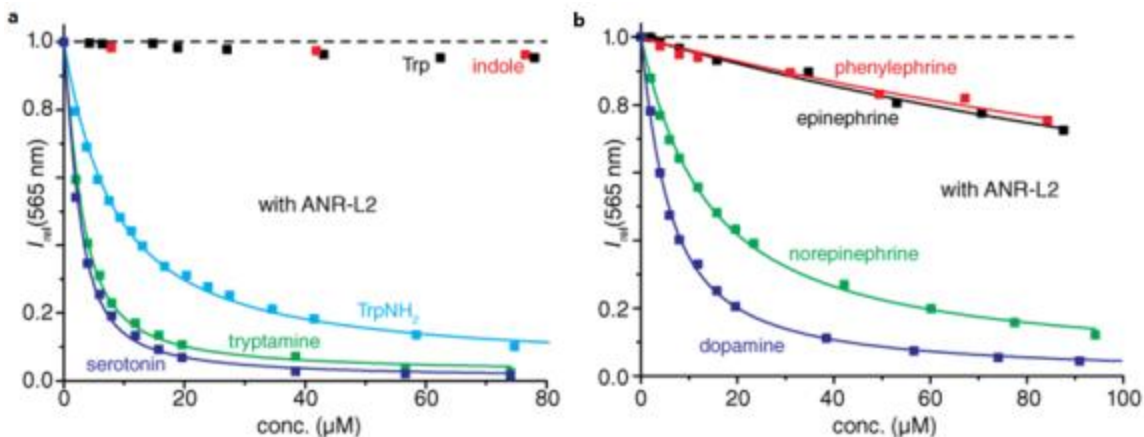 a
I_rel(565 nm)
1.0
0.8
0.2
0.0
Trp indole
with ANR-L2
TrpNH₂
tryptamine
serotonin
0 20 40 60 80
conc. (µM)
b
I_rel(565 nm)
1.0
0.8
0.2
0.0
phenylephrine
epinephrine
with ANR-L2
norepinephrine
dopamine
0 20 40 60 80 100
conc. (µM)